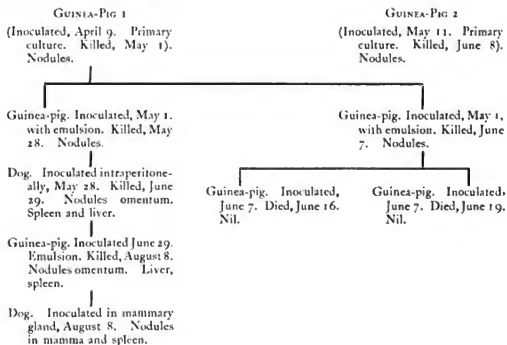 GUINEA-PIG 1
(Inoculated, April 9. Primary
culture. Killed, May 1).
Nodules.
GUINEA-PIG 2
(Inoculated, May 11. Primary
culture. Killed, June 8).
Nodules.
Guinea-pig. Inoculated, May 1.
with emulsion. Killed, May
28. Nodules.
Guinea-pig. Inoculated, May 1,
with emulsion. Killed, June
7. Nodules.
Dog. Inoculated intraperitone-
ally, May 28. Killed, June
29. Nodules omentum.
Spleen and liver.
Guinea-pig. Inoculated,
June 7. Died, June 16.
Nil.
Guinea-pig. Inoculated,
June 7. Died, June 19.
Nil.
Guinea-pig. Inoculated June 29.
Emulsion. Killed, August 8.
Nodules omentum. Liver,
spleen.
Dog. Inoculated in mammary
gland, August 8. Nodules
in mamma and spleen.